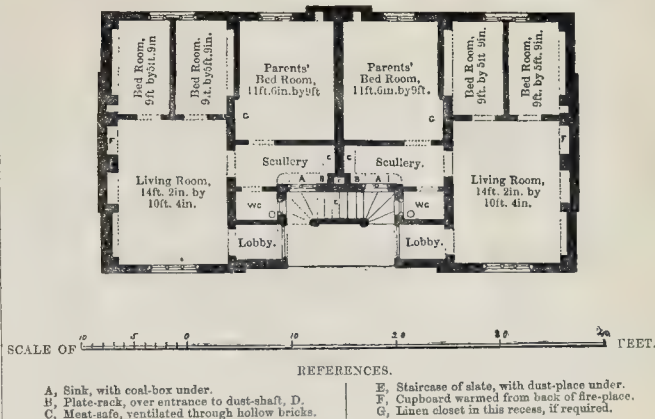 Bed Room,
9ft. by 5ft. 9in
Bed Room,
9ft. by 5ft. 9in.
Parents'
Bed Room,
11ft. 6in. by 9ft
Parents'
Bed Room,
11ft. 6in. by 9ft.
Bed Room,
9ft. by 5ft 9in.
Bed Room,
9ft. by 5ft. 9in.
G
G
F
F
Scullery
C
C
Scullery.
A B
B A
Living Room,
14ft. 2in. by
10ft. 4in.
Living Room,
14ft. 2in. by
10ft. 4in.
WC
E
WC
Lobby.
Lobby.
SCALE OF
10 5 0 10 20 30 40
FEET.
REFERENCES.
A, Sink, with coal-box under.
B, Plate-rack, over entrance to dust-shaft, D.
C, Meat-safe, ventilated through hollow bricks.
E, Staircase of slate, with dust-place under.
F, Cupboard warmed from back of fire-place.
G, Linen closet in this recess, if required.